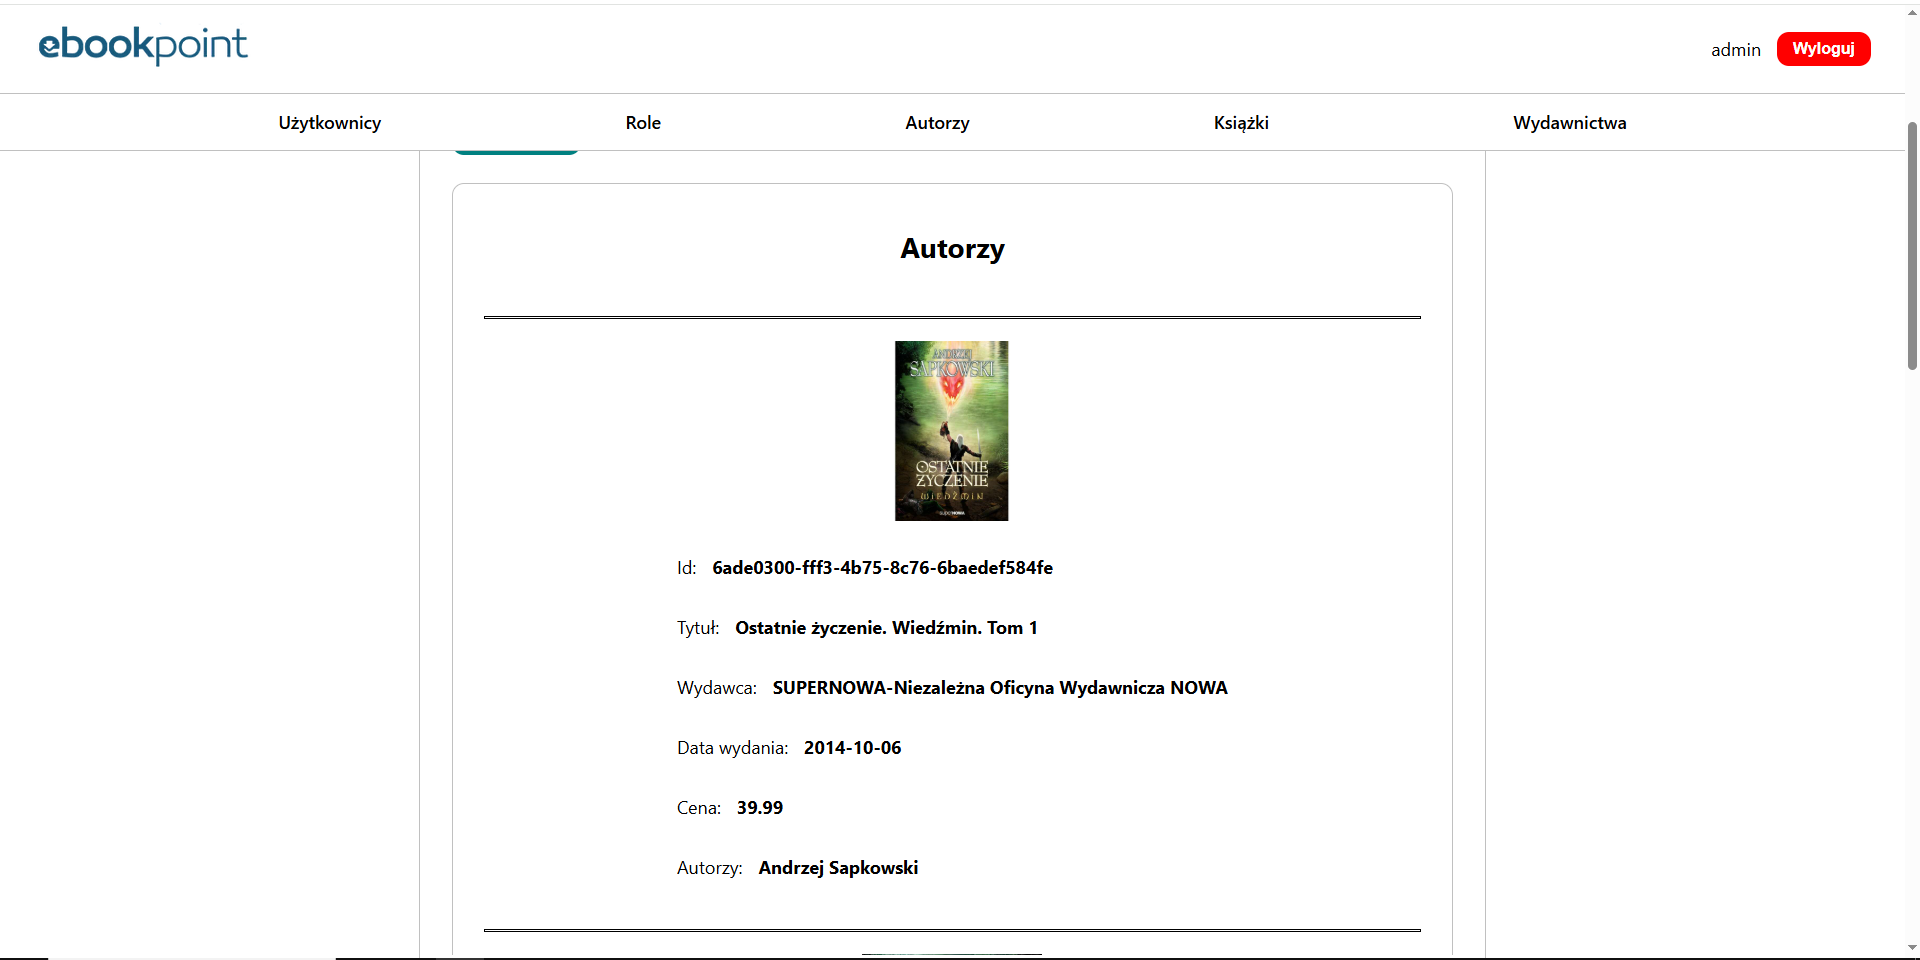 ebookpoint
admin
Wyloguj
Użytkownicy
Role
Autorzy
Książki
Wydawnictwa
Autorzy
ANDRZEJ
SAPKOWSKI
OSTATNIE
ŻYCZENIE
WIEDŹMIN
superNOWA
Id: 6ade0300-fff3-4b75-8c76-6baedef584fe
Tytuł: Ostatnie życzenie. Wiedźmin. Tom 1
Wydawca: SUPERNOWA-Niezależna Oficyna Wydawnicza NOWA
Data wydania: 2014-10-06
Cena: 39.99
Autorzy: Andrzej Sapkowski